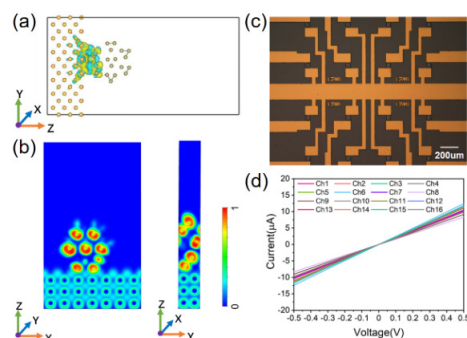 (a)
Y
X
Z
(b)
1
0
Z
Y
X
Z
X
Y
(c)
200um
(d)
Current(μA)
20
15
10
5
0
-5
-10
-15
-20
Ch1 Ch2 Ch3 Ch4
Ch5 Ch6 Ch7 Ch8
Ch9 Ch10 Ch11 Ch12
Ch13 Ch14 Ch15 Ch16
-0.5 -0.4 -0.3 -0.2 -0.1 0 0.1 0.2 0.3 0.4 0.5
Voltage(V)